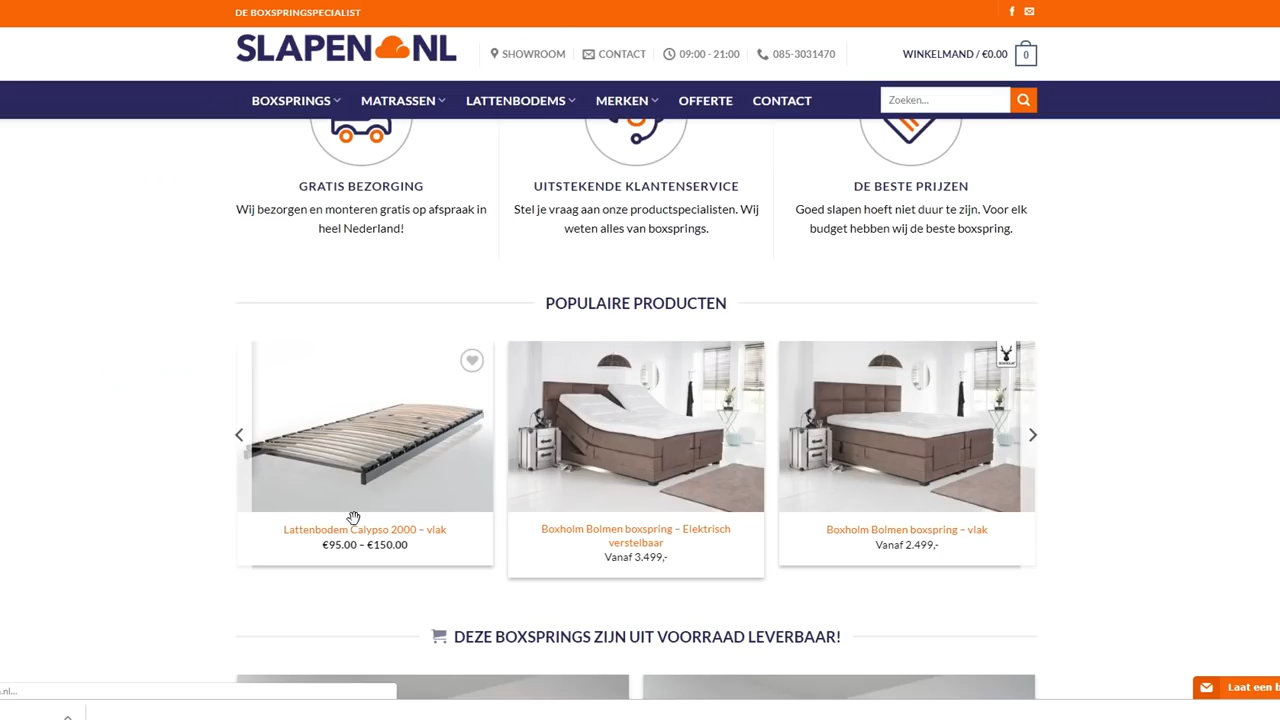 DE BOXSPRINGSPECIALIST
SLAPEN NL
SHOWROOM
CONTACT
09:00 - 21:00
085-3031470
WINKELMAND / €0.00
0
BOXSPRINGS
MATRASSEN
LATTENBODEMS
MERKEN
OFFERTE
CONTACT
Zoeken...
GRATIS BEZORGING
Wij bezorgen en monteren gratis op afspraak in
heel Nederland!
UITSTEKENDE KLANTENSERVICE
Stel je vraag aan onze productspecialisten. Wij
weten alles van boxsprings.
DE BESTE PRIJZEN
Goed slapen hoeft niet duur te zijn. Voor elk
budget hebben wij de beste boxspring.
POPULAIRE PRODUCTEN
Lattenbodem Calypso 2000 – vlak
€95.00 – €150.00
Boxholm Bolmen boxspring – Elektrisch
verstelbaar
Vanaf 3.499,-
Boxholm Bolmen boxspring – vlak
Vanaf 2.499,-
DEZE BOXSPRINGS ZIJN UIT VOORRAAD LEVERBAAR!
n.nl...
Laat een b